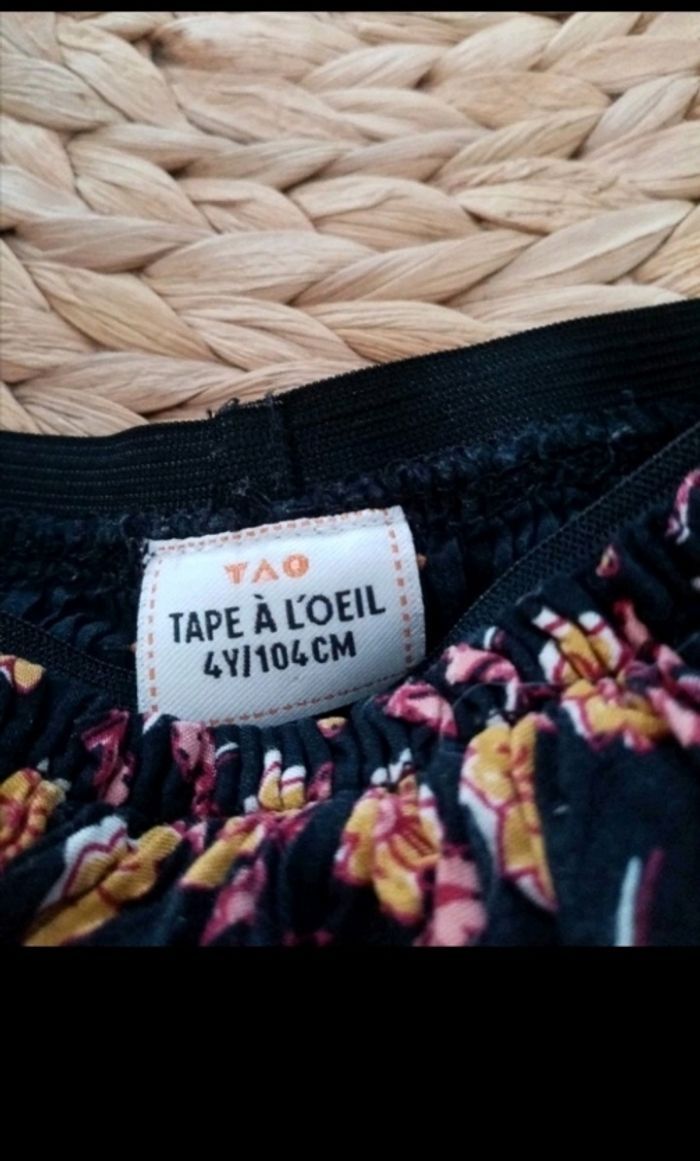 TAO
TAPE À L'OEIL
4Y/104CM